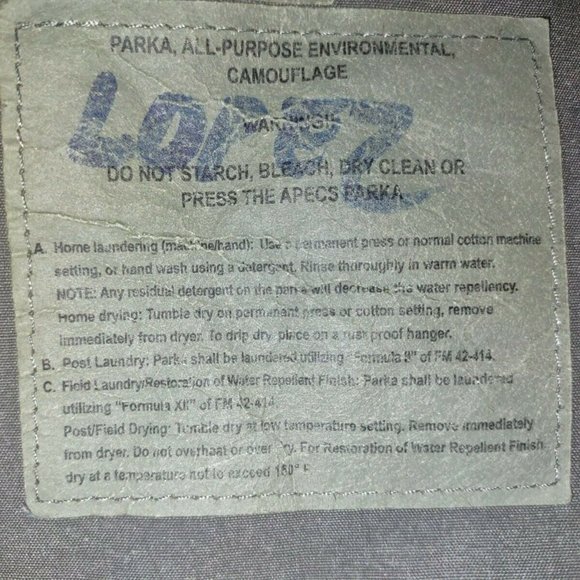 PARKA, ALL-PURPOSE ENVIRONMENTAL,
CAMOUFLAGE
Lopez
WARNING!!
DO NOT STARCH, BLEACH, DRY CLEAN OR
PRESS THE APECS PARKA
A. Home laundering (machine/hand): Use a permanent press or normal cotton machine
setting, or hand wash using a detergent. Rinse thoroughly in warm water.
NOTE: Any residual detergent on the parka will decrease the water repellency.
Home drying: Tumble dry on permanent press or cotton setting, remove
immediately from dryer. To drip dry place on a rust proof hanger.
B. Post Laundry: Parka shall be laundered utilizing "Formula II" of FM 42-414.
C. Field Laundry/Restoration of Water Repellent Finish: Parka shall be laundered
utilizing "Formula XII" of FM 42-414
Post/Field Drying: Tumble dry at low temperature setting. Remove immediately
from dryer. Do not overheat or over dry. For Restoration of Water Repellent Finish
dry at a temperature not to exceed 180° F